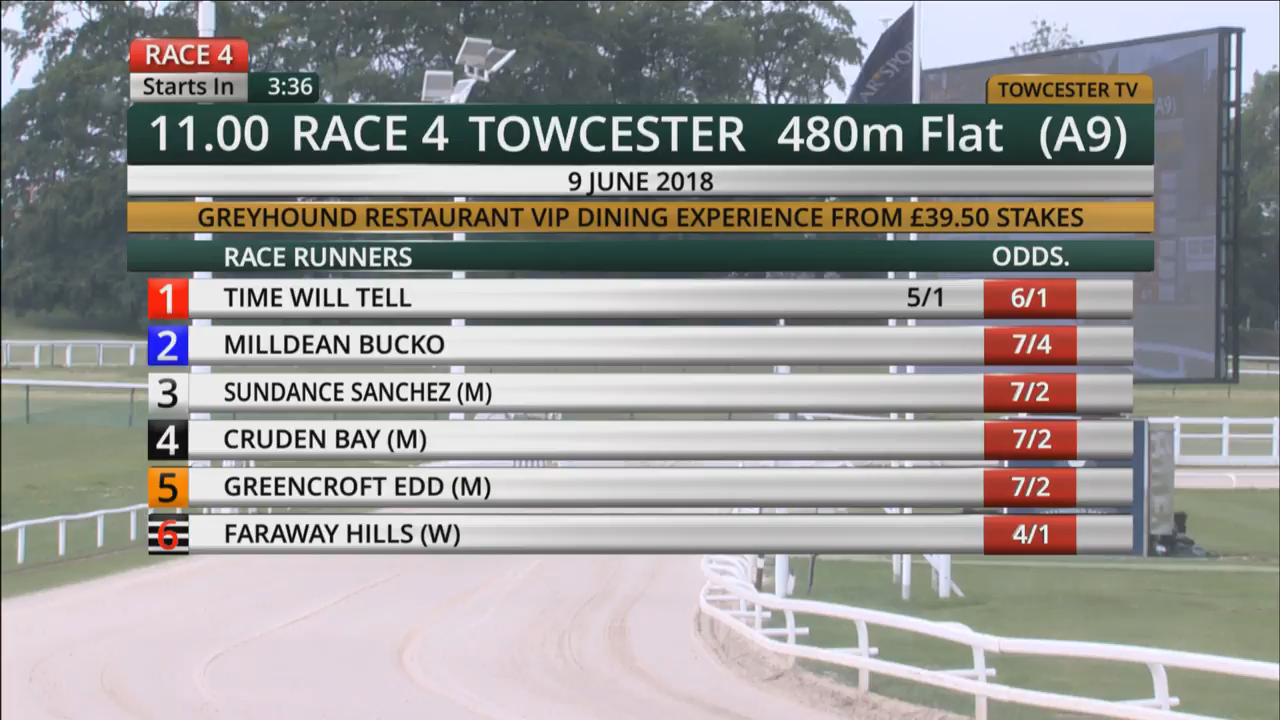 RACE 4
Starts In 3:36
TOWCESTER TV
11.00 RACE 4 TOWCESTER 480m Flat (A9)
9 JUNE 2018
GREYHOUND RESTAURANT VIP DINING EXPERIENCE FROM £39.50 STAKES
RACE RUNNERS ODDS.
1 TIME WILL TELL 5/1 6/1
2 MILLDEAN BUCKO 7/4
3 SUNDANCE SANCHEZ (M) 7/2
4 CRUDEN BAY (M) 7/2
5 GREENCROFT EDD (M) 7/2
6 FARAWAY HILLS (W) 4/1